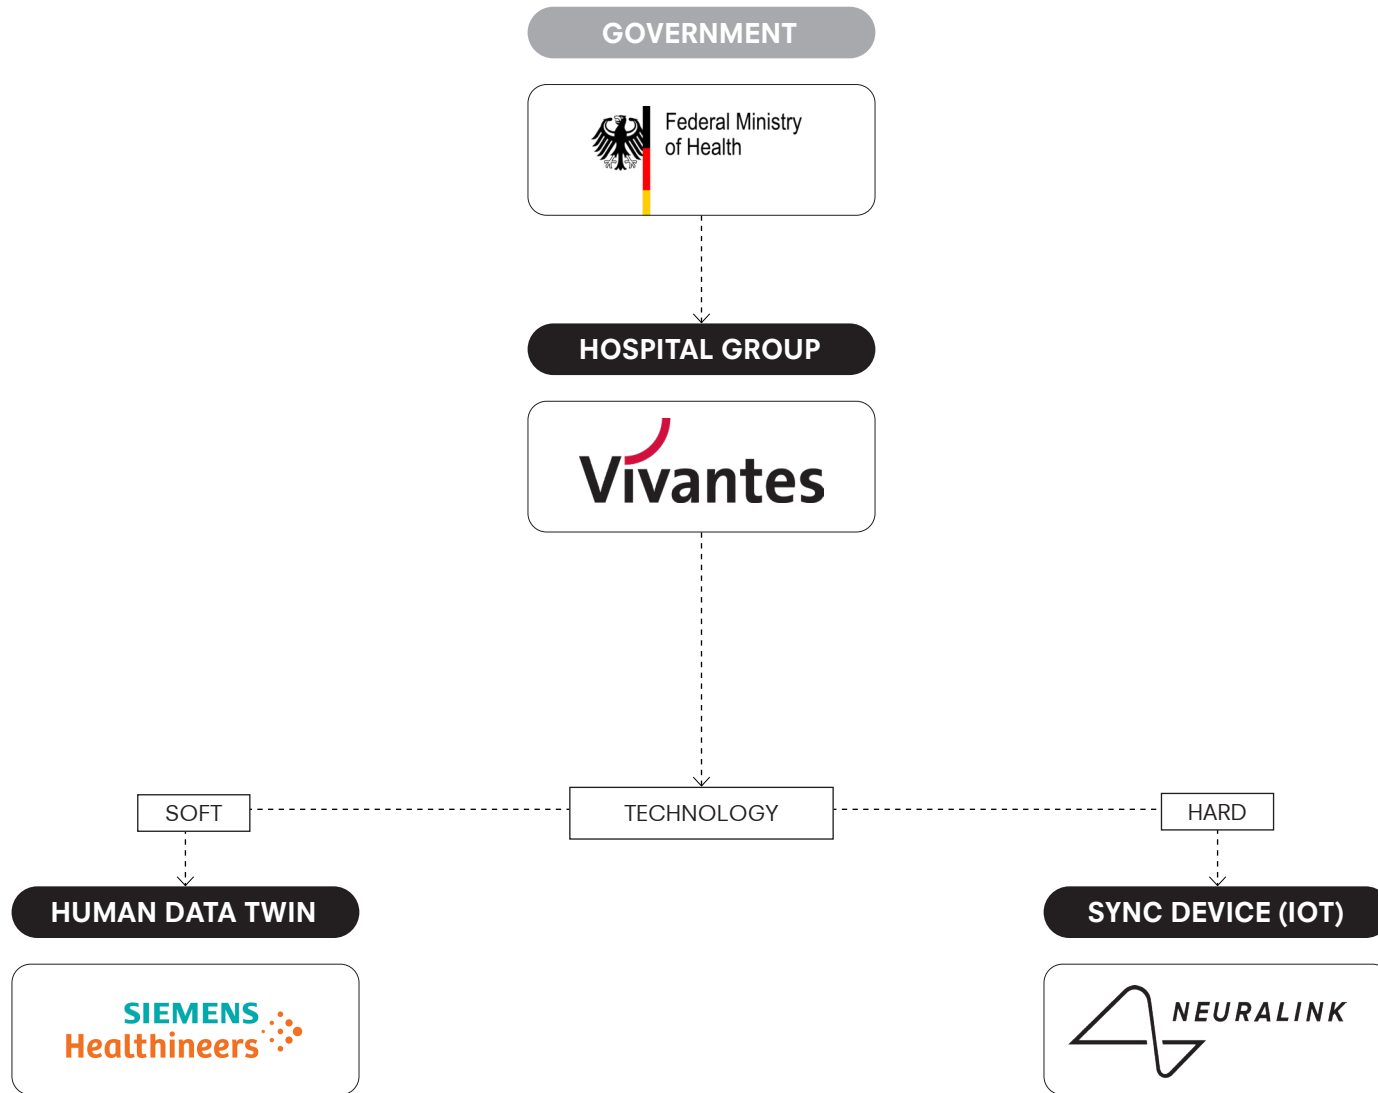 GOVERNMENT
Federal Ministry
of Health
HOSPITAL GROUP
Vivantes
SOFT
TECHNOLOGY
HARD
HUMAN DATA TWIN
SYNC DEVICE (IOT)
SIEMENS
Healthineers
NEURALINK